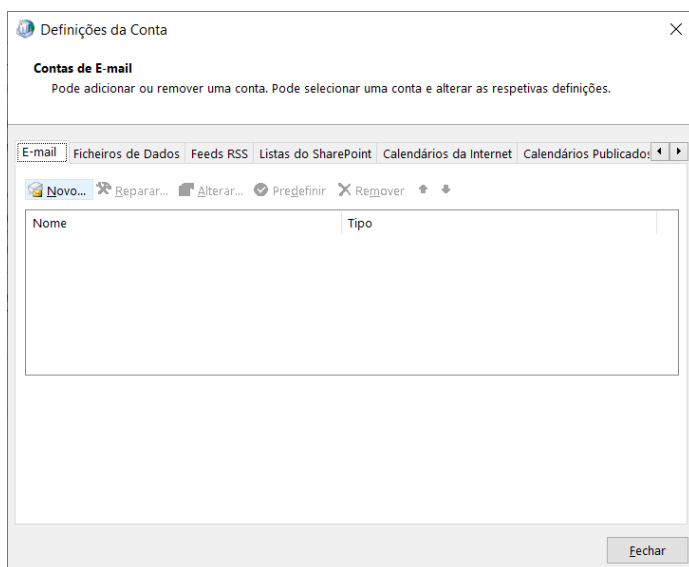 Definições da Conta
Contas de E-mail
Pode adicionar ou remover uma conta. Pode selecionar uma conta e alterar as respetivas definições.
E-mail Ficheiros de Dados Feeds RSS Listas do SharePoint Calendários da Internet Calendários Publicados
Novo... Reparar... Alterar... Predefinir Remover
Nome Tipo
Fechar